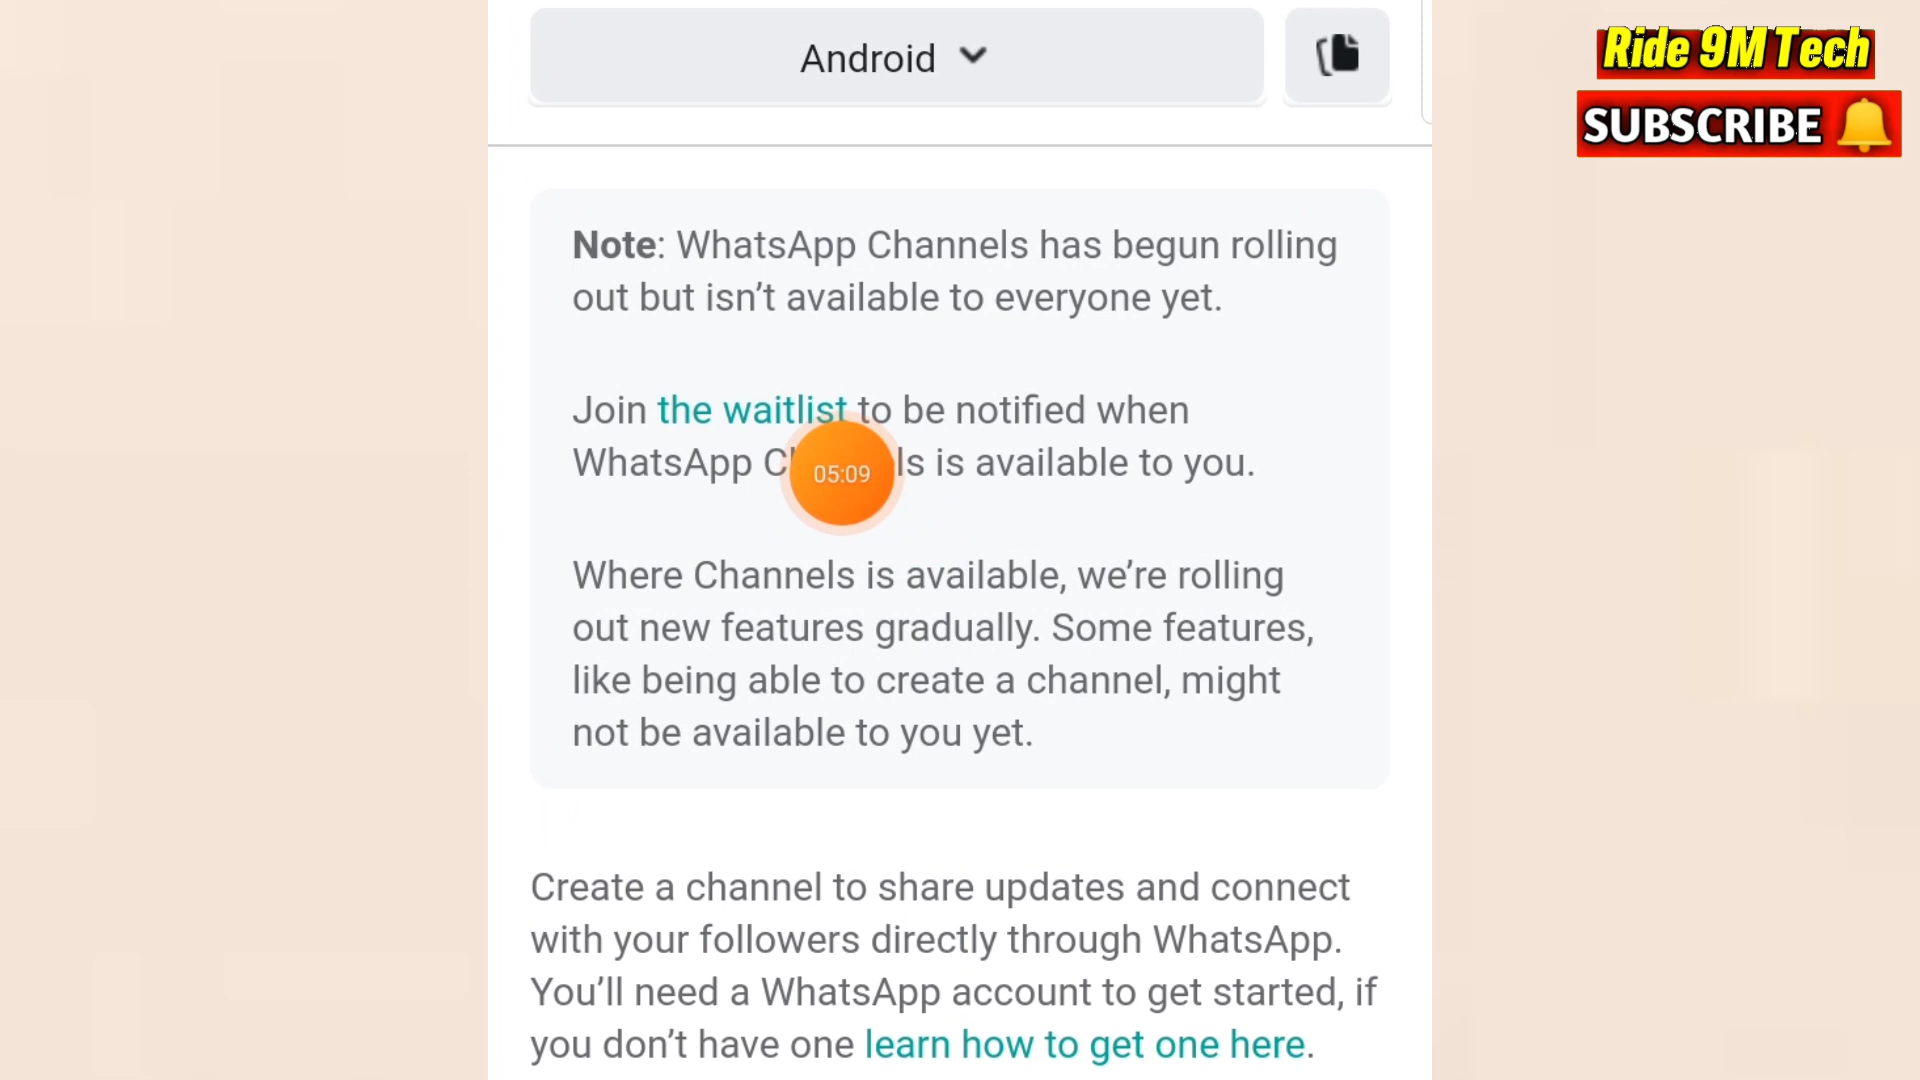 Android
Ride 9M Tech
SUBSCRIBE
Note: WhatsApp Channels has begun rolling
out but isn’t available to everyone yet.
Join the waitlist to be notified when
WhatsApp ls is available to you.
05:09
Where Channels is available, we’re rolling
out new features gradually. Some features,
like being able to create a channel, might
not be available to you yet.
Create a channel to share updates and connect
with your followers directly through WhatsApp.
You’ll need a WhatsApp account to get started, if
you don’t have one learn how to get one here.